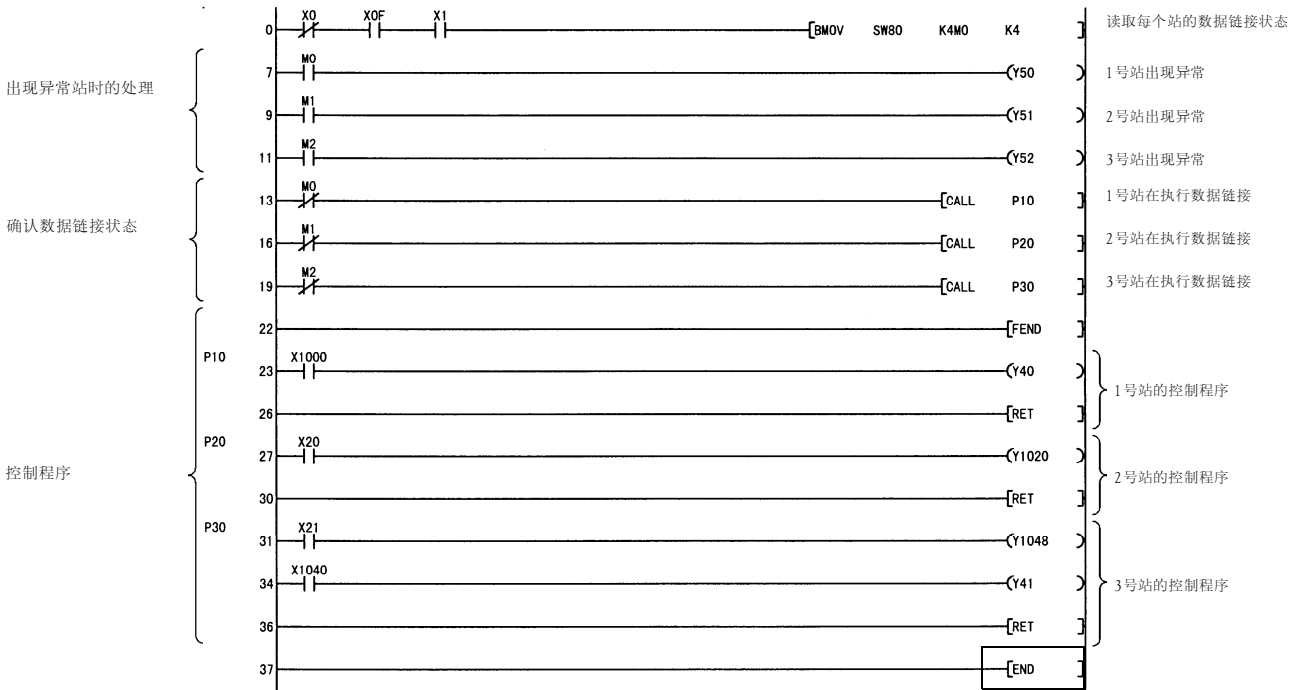 X0 X0F X1
0 [BMOV SW80 K4M0 K4 ] 读取每个站的数据链接状态
出现异常站时的处理
M0
7 (Y50 ) 1号站出现异常
M1
9 (Y51 ) 2号站出现异常
M2
11 (Y52 ) 3号站出现异常
确认数据链接状态
M0
13 [CALL P10 ] 1号站在执行数据链接
M1
16 [CALL P20 ] 2号站在执行数据链接
M2
19 [CALL P30 ] 3号站在执行数据链接
控制程序
22 [FEND ]
P10 X1000
23 (Y40 )
1号站的控制程序
26 [RET ]
P20 X20
27 (Y1020 )
2号站的控制程序
30 [RET ]
P30 X21
31 (Y1048 )
X1040
34 (Y41 )
3号站的控制程序
36 [RET ]
37 [END ]